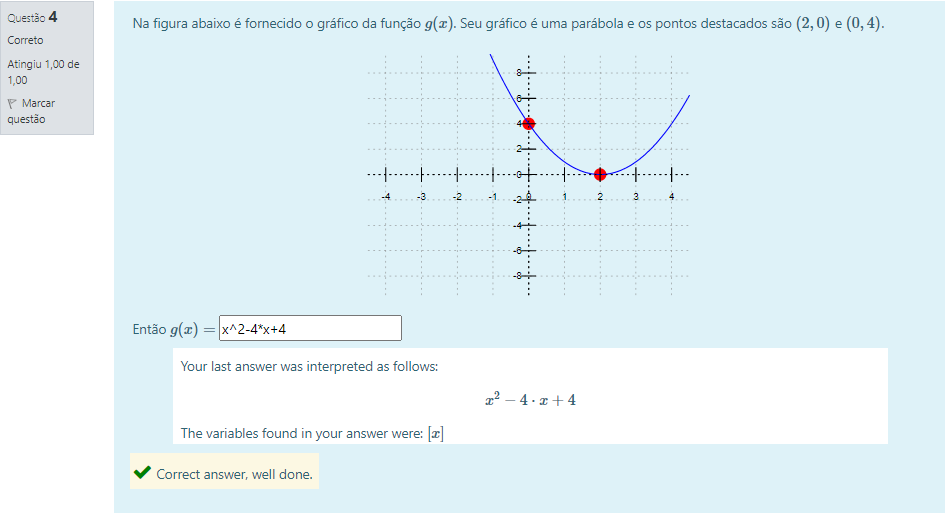 Questão 4
Correto
Atingiu 1,00 de
1,00
Marcar
questão
Na figura abaixo é fornecido o gráfico da função g(x). Seu gráfico é uma parábola e os pontos destacados são (2, 0) e (0, 4).
8
6
4
2
0
-4 -3 -2 -1 0 1 2 3 4
-2
-4
-6
-8
Então g(x) = x^2-4*x+4
Your last answer was interpreted as follows:
x² − 4 · x + 4
The variables found in your answer were: [x]
Correct answer, well done.